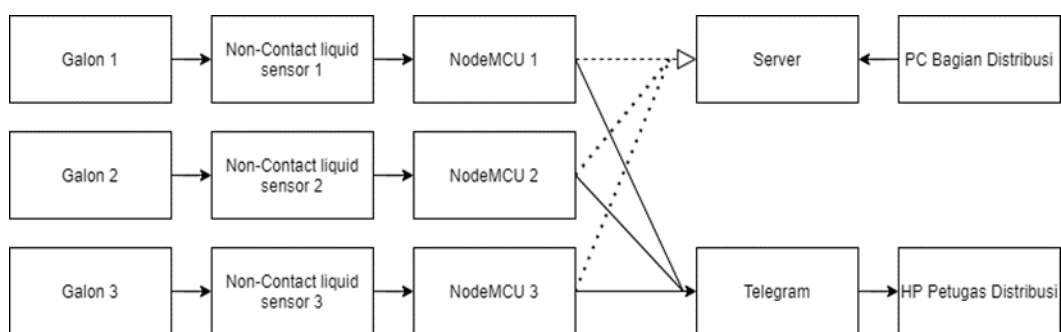 Galon 1
Non-Contact liquid
sensor 1
NodeMCU 1
Server
PC Bagian Distribusi
Galon 2
Non-Contact liquid
sensor 2
NodeMCU 2
Galon 3
Non-Contact liquid
sensor 3
NodeMCU 3
Telegram
HP Petugas Distribusi